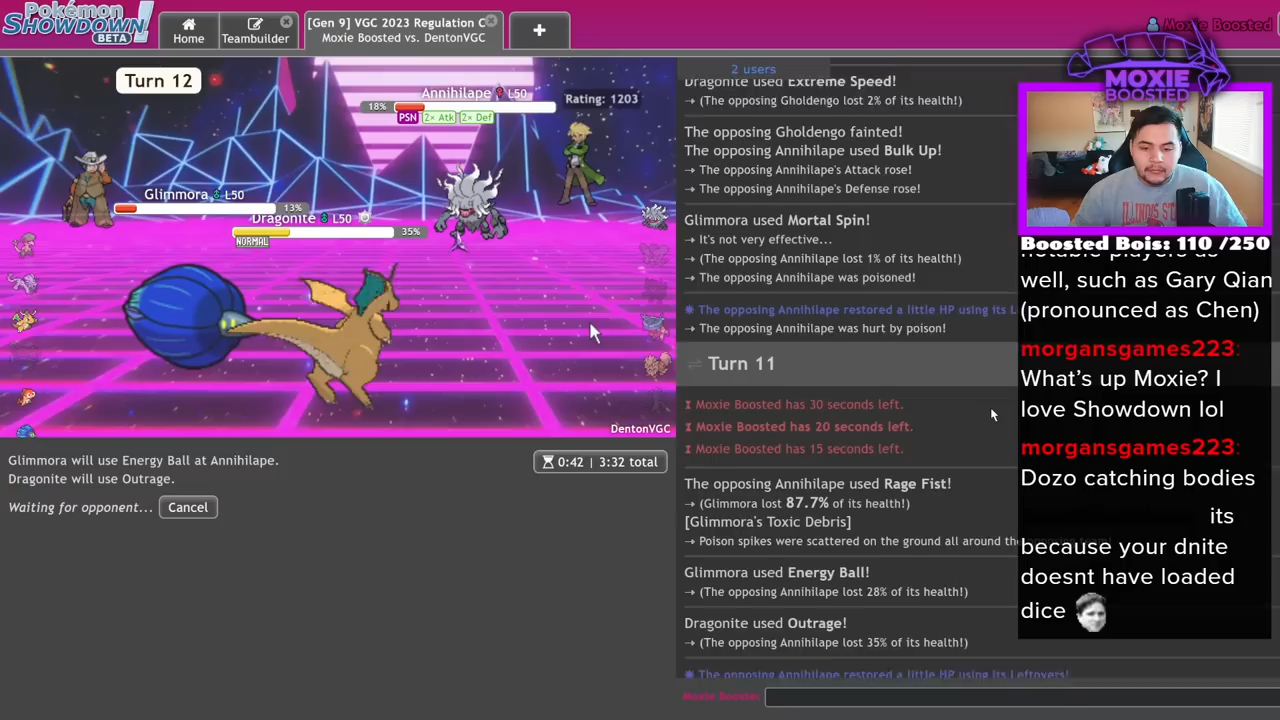 Pokémon
SHOWDOWN!
BETA
Home
Teambuilder
[Gen 9] VGC 2023 Regulation C
Moxie Boosted vs. DentonVGC
+
Moxie Boosted
Turn 12
Annihilape L50
18%
PSN 2× Atk 2× Def
Rating: 1203
Glimmora L50
13%
Dragonite L50
35%
NORMAL
DentonVGC
Glimmora will use Energy Ball at Annihilape.
Dragonite will use Outrage.
Waiting for opponent... Cancel
0:42 | 3:32 total
2 users
Dragonite used Extreme Speed!
(The opposing Gholdengo lost 2% of its health!)
The opposing Gholdengo fainted!
The opposing Annihilape used Bulk Up!
The opposing Annihilape's Attack rose!
The opposing Annihilape's Defense rose!
Glimmora used Mortal Spin!
It's not very effective...
(The opposing Annihilape lost 1% of its health!)
The opposing Annihilape was poisoned!
The opposing Annihilape restored a little HP using its L
The opposing Annihilape was hurt by poison!
Turn 11
Moxie Boosted has 30 seconds left.
Moxie Boosted has 20 seconds left.
Moxie Boosted has 15 seconds left.
The opposing Annihilape used Rage Fist!
(Glimmora lost 87.7% of its health!)
[Glimmora's Toxic Debris]
Poison spikes were scattered on the ground all around the
Glimmora used Energy Ball!
(The opposing Annihilape lost 28% of its health!)
Dragonite used Outrage!
(The opposing Annihilape lost 35% of its health!)
The opposing Annihilape restored a little HP using its Leftovers!
Moxie Boosted:
MOXIE
BOOSTED
ILLINOIS ST
Boosted Bois: 110 /250
notable players as
well, such as Gary Qian
(pronounced as Chen)
morgansgames223:
What's up Moxie? I
love Showdown lol
morgansgames223:
Dozo catching bodies
its
because your dnite
doesnt have loaded
dice